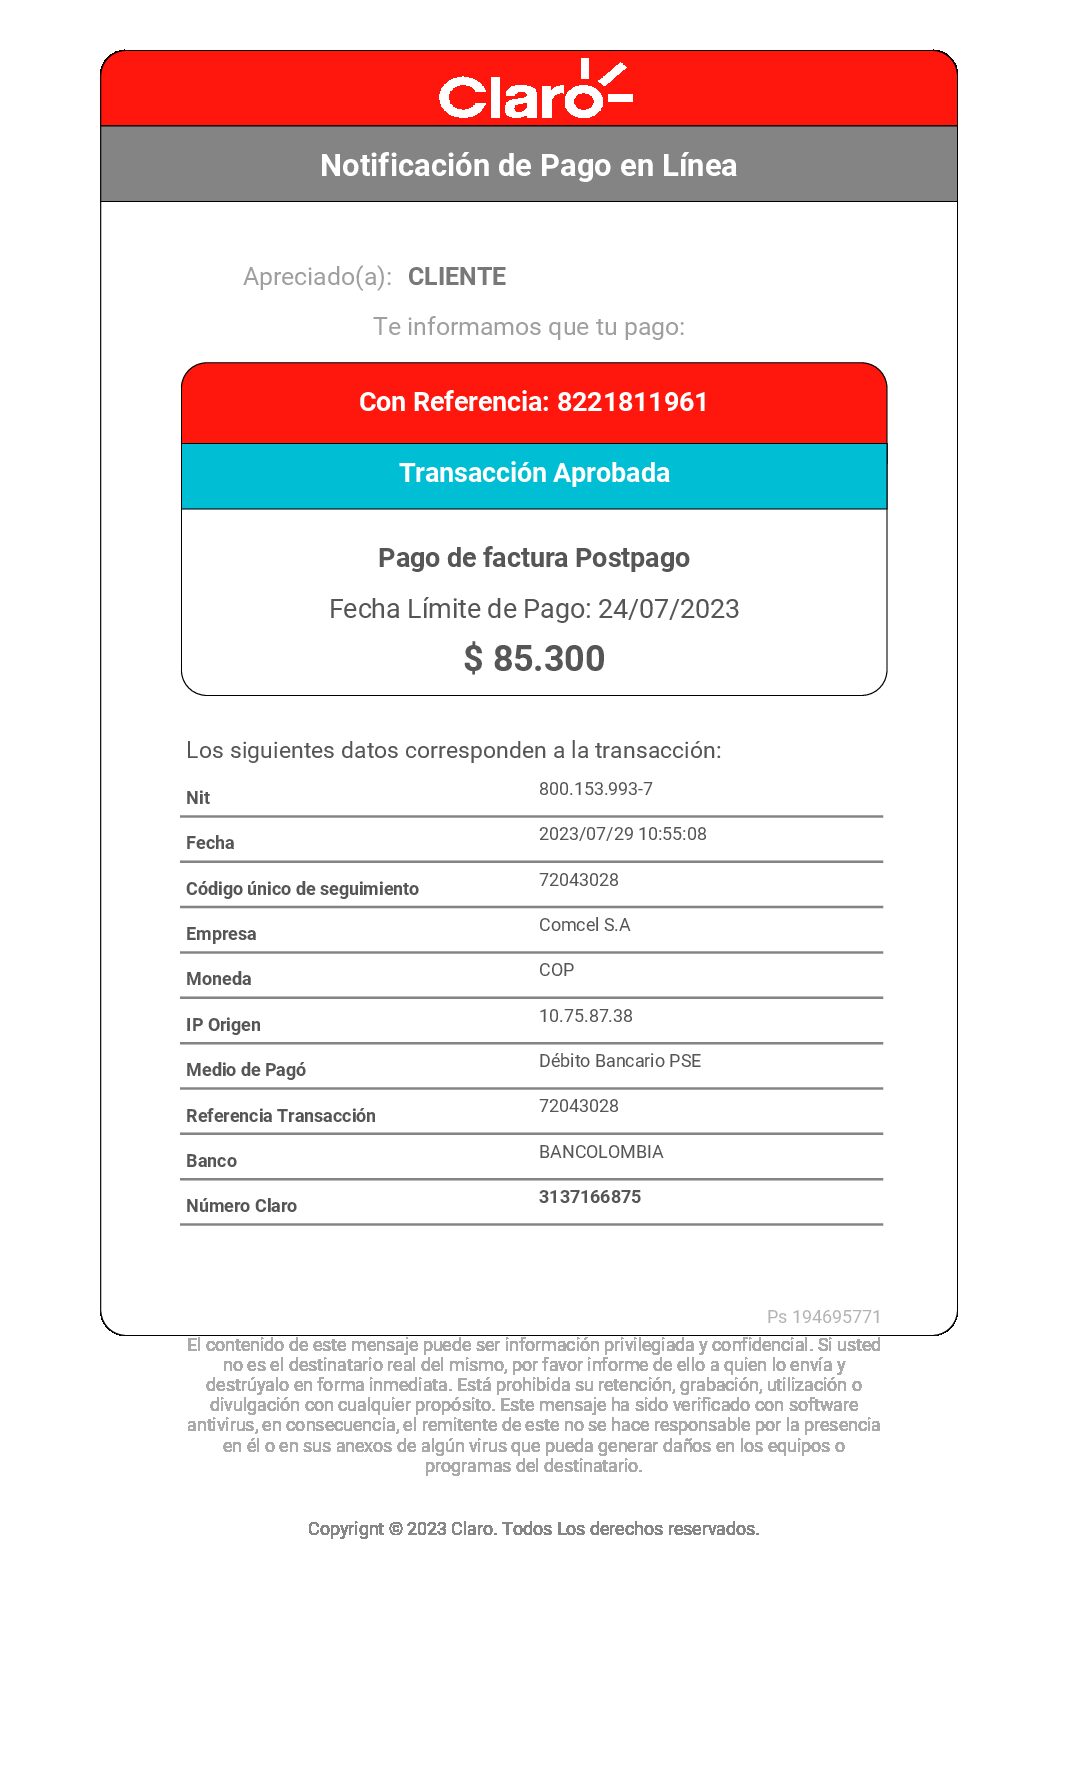 Claro
Notificación de Pago en Línea
Apreciado(a): CLIENTE
Te informamos que tu pago:
Con Referencia: 8221811961
Transacción Aprobada
Pago de factura Postpago
Fecha Límite de Pago: 24/07/2023
$ 85.300
Los siguientes datos corresponden a la transacción:
Nit 800.153.993-7
Fecha 2023/07/29 10:55:08
Código único de seguimiento 72043028
Empresa Comcel S.A
Moneda COP
IP Origen 10.75.87.38
Medio de Pagó Débito Bancario PSE
Referencia Transacción 72043028
Banco BANCOLOMBIA
Número Claro 3137166875
Ps 194695771
El contenido de este mensaje puede ser información privilegiada y confidencial. Si usted
no es el destinatario real del mismo, por favor informe de ello a quien lo envía y
destrúyalo en forma inmediata. Está prohibida su retención, grabación, utilización o
divulgación con cualquier propósito. Este mensaje ha sido verificado con software
antivirus, en consecuencia, el remitente de este no se hace responsable por la presencia
en él o en sus anexos de algún virus que pueda generar daños en los equipos o
programas del destinatario.
Copyrignt © 2023 Claro. Todos Los derechos reservados.